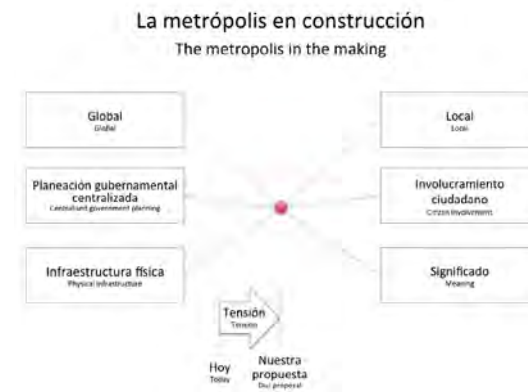 La metrópolis en construcción
The metropolis in the making
Global
Global
Local
Local
Planeación gubernamental
centralizada
Centralised government planning
Involucramiento
ciudadano
Citizen involvement
Infraestructura física
Physical infrastructure
Significado
Meaning
Tensión
Tension
Hoy
Today
Nuestra
propuesta
Our proposal